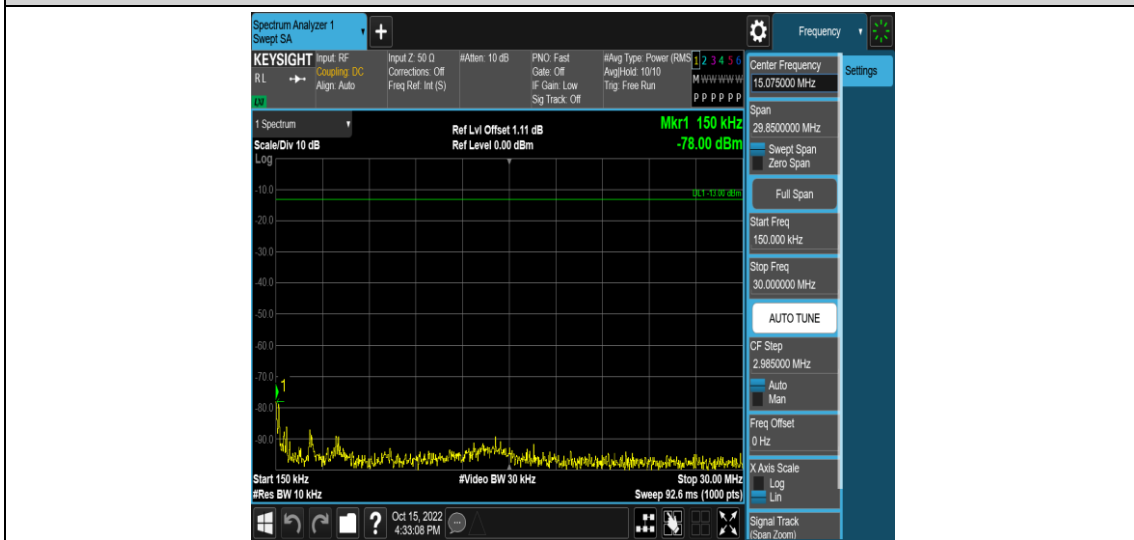 Spectrum Analyzer 1
Swept SA
+
Frequency
KEYSIGHT
RL
LXI
Input: RF
Coupling: DC
Align: Auto
Input Z: 50 Ω
Corrections: Off
Freq Ref: Int (S)
#Atten: 10 dB
PNO: Fast
Gate: Off
IF Gain: Low
Sig Track: Off
#Avg Type: Power (RMS
Avg|Hold: 10/10
Trig: Free Run
1 2 3 4 5 6
M W W W W W
P P P P P P
Center Frequency
15.075000 MHz
Settings
Span
29.8500000 MHz
Swept Span
Zero Span
Full Span
Start Freq
150.000 kHz
Stop Freq
30.000000 MHz
AUTO TUNE
CF Step
2.985000 MHz
Auto
Man
Freq Offset
0 Hz
X Axis Scale
Log
Lin
Signal Track
(Span Zoom)
1 Spectrum
Scale/Div 10 dB
Log
Ref Lvl Offset 1.11 dB
Ref Level 0.00 dBm
Mkr1 150 kHz
-78.00 dBm
DL1 -13.00 dBm
-10.0
-20.0
-30.0
-40.0
-50.0
-60.0
-70.0
1
-80.0
-90.0
Start 150 kHz
#Video BW 30 kHz
Stop 30.00 MHz
#Res BW 10 kHz
Sweep 92.6 ms (1000 pts)
?
Oct 15, 2022
4:33:08 PM